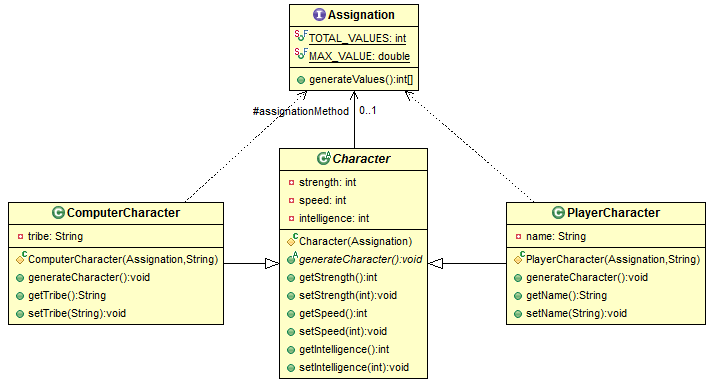 Assignation
TOTAL_VALUES: int
MAX_VALUE: double
generateValues():int[]
#assignationMethod
0..1
Character
strength: int
speed: int
intelligence: int
Character(Assignation)
generateCharacter():void
getStrength():int
setStrength(int):void
getSpeed():int
setSpeed(int):void
getIntelligence():int
setIntelligence(int):void
ComputerCharacter
tribe: String
ComputerCharacter(Assignation,String)
generateCharacter():void
getTribe():String
setTribe(String):void
PlayerCharacter
name: String
PlayerCharacter(Assignation,String)
generateCharacter():void
getName():String
setName(String):void